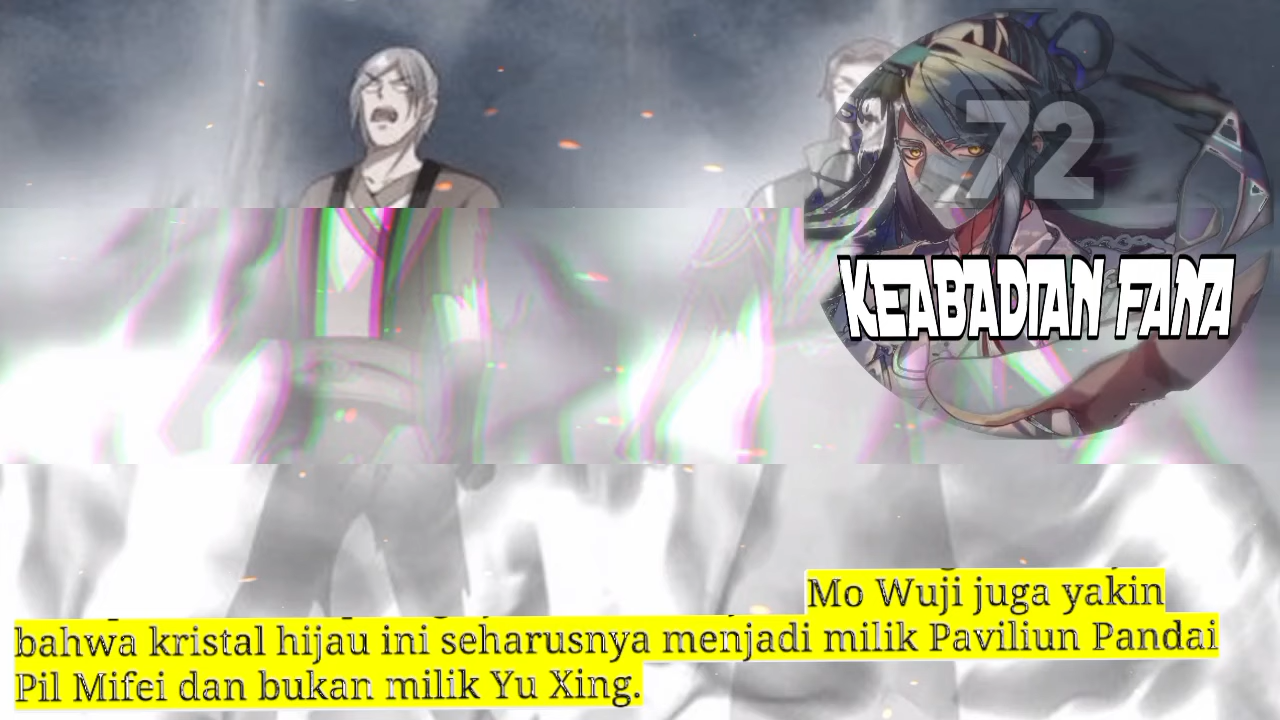 72
KEABADIAN FANA
Mo Wuji juga yakin
bahwa kristal hijau ini seharusnya menjadi milik Paviliun Pandai
Pil Mifei dan bukan milik Yu Xing.